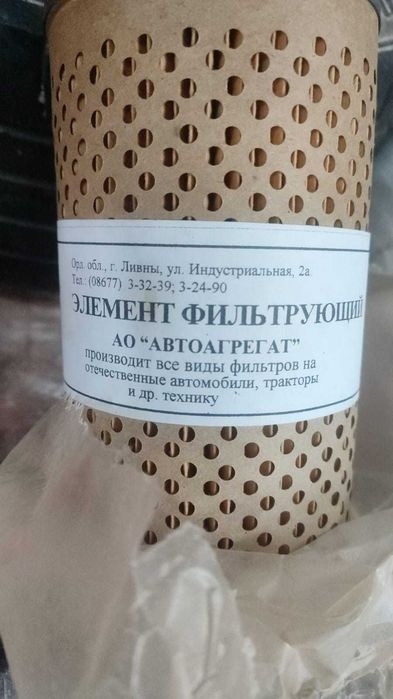 Орл. обл., г. Ливны, ул. Индустриальная, 2а
Тел.: (08677) 3-32-39; 3-24-90
ЭЛЕМЕНТ ФИЛЬТРУЮЩИЙ
АО "АВТОАГРЕГАТ"
производит все виды фильтров на
отечественные автомобили, тракторы
и др. технику